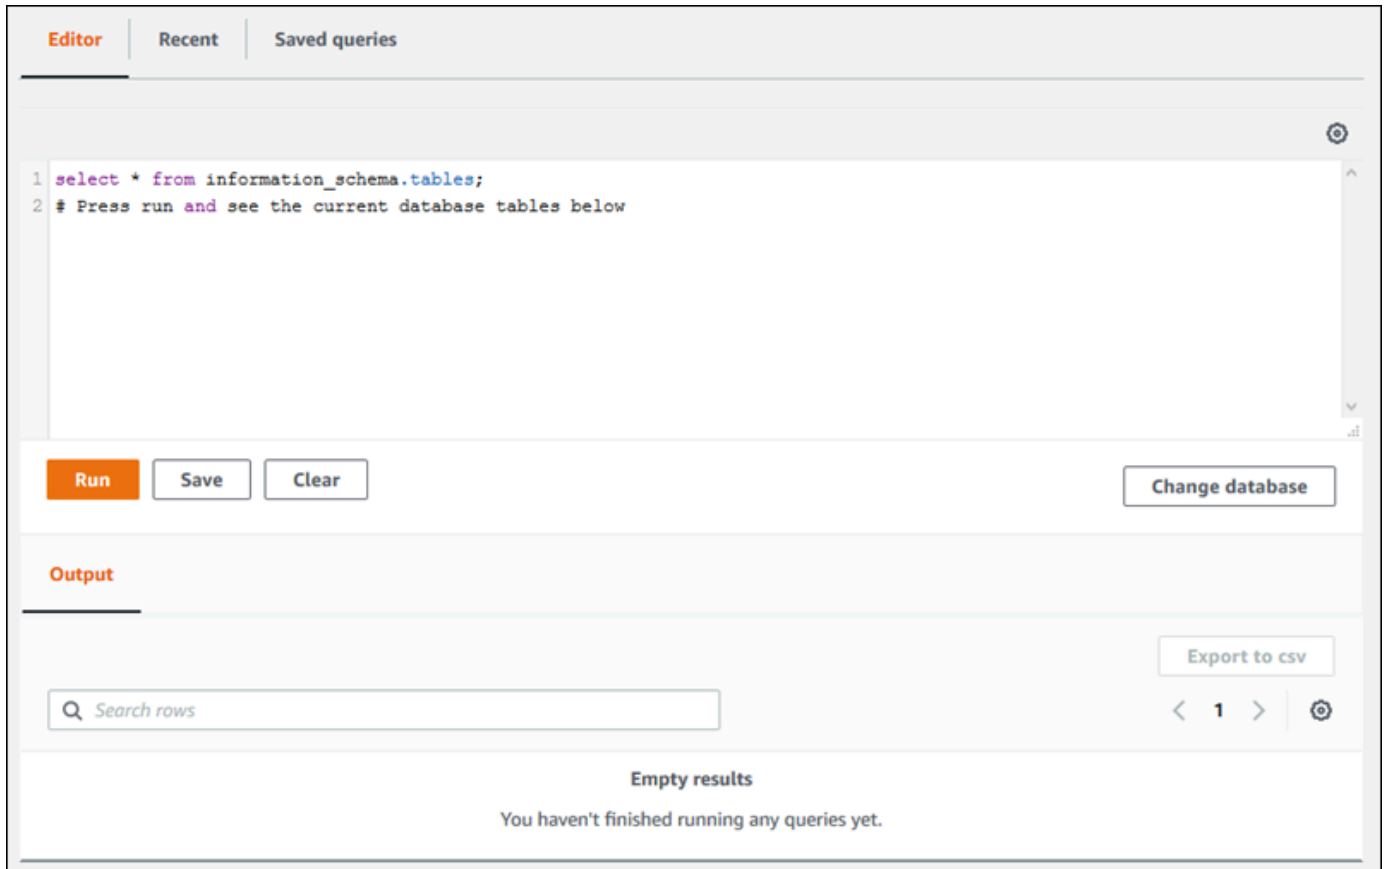 Editor Recent Saved queries
1 select * from information_schema.tables;
2 # Press run and see the current database tables below
Run Save Clear Change database
Output
Export to csv
Search rows 1
Empty results
You haven't finished running any queries yet.